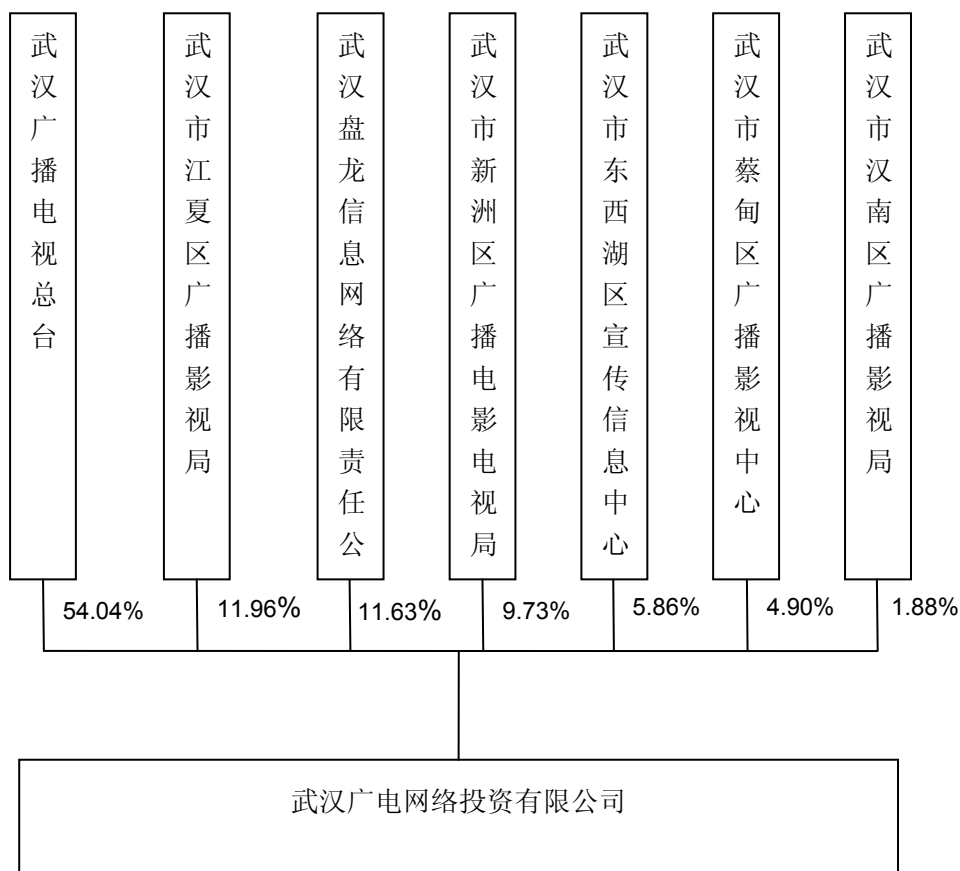 武汉广播电视总台
武汉市江夏区广播影视局
武汉盘龙信息网络有限责任公
武汉市新洲区广播电影电视局
武汉市东西湖区宣传信息中心
武汉市蔡甸区广播影视中心
武汉市汉南区广播影视局
54.04%
11.96%
11.63%
9.73%
5.86%
4.90%
1.88%
武汉广电网络投资有限公司